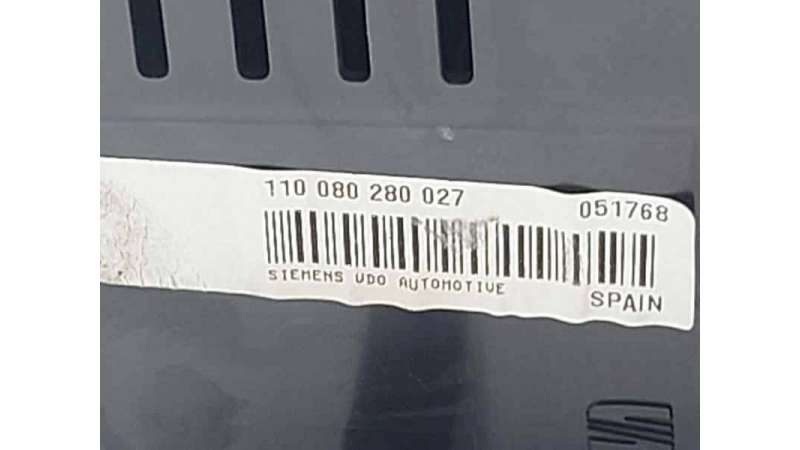 110 080 280 027
051768
SIEMENS VDO AUTOMOTIVE
SPAIN